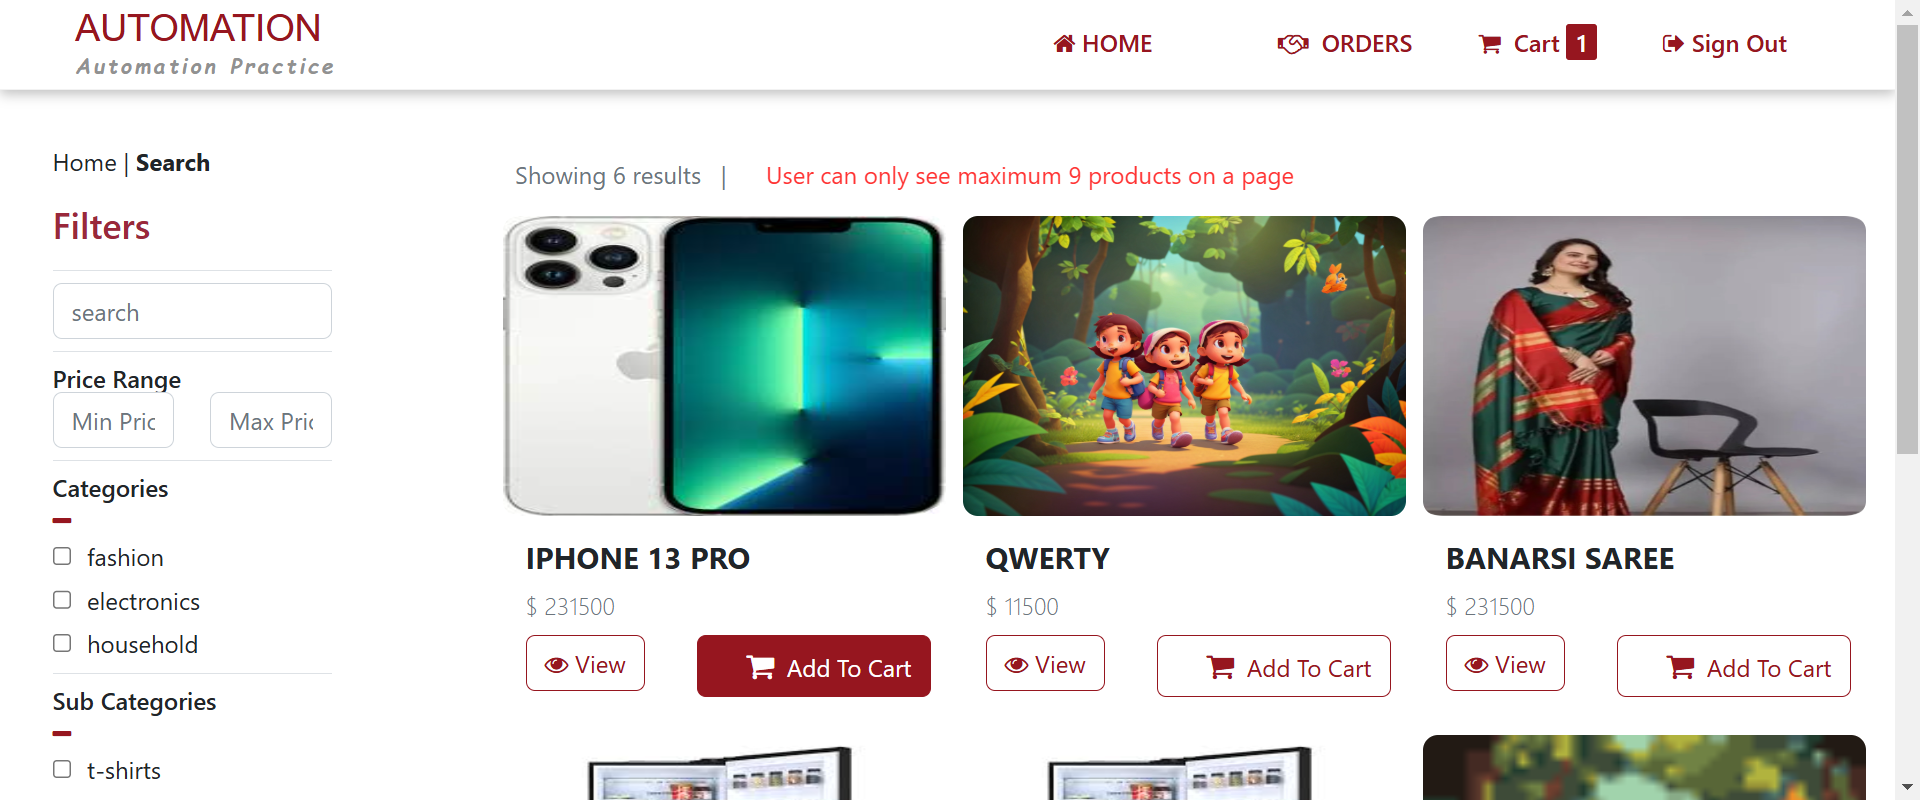 AUTOMATION
Automation Practice
HOME
ORDERS
Cart 1
Sign Out
Home | Search
Filters
search
Price Range
Min Pric
Max Pric
Categories
fashion
electronics
household
Sub Categories
t-shirts
Showing 6 results |
User can only see maximum 9 products on a page
IPHONE 13 PRO
$ 231500
View
Add To Cart
QWERTY
$ 11500
View
Add To Cart
BANARSI SAREE
$ 231500
View
Add To Cart